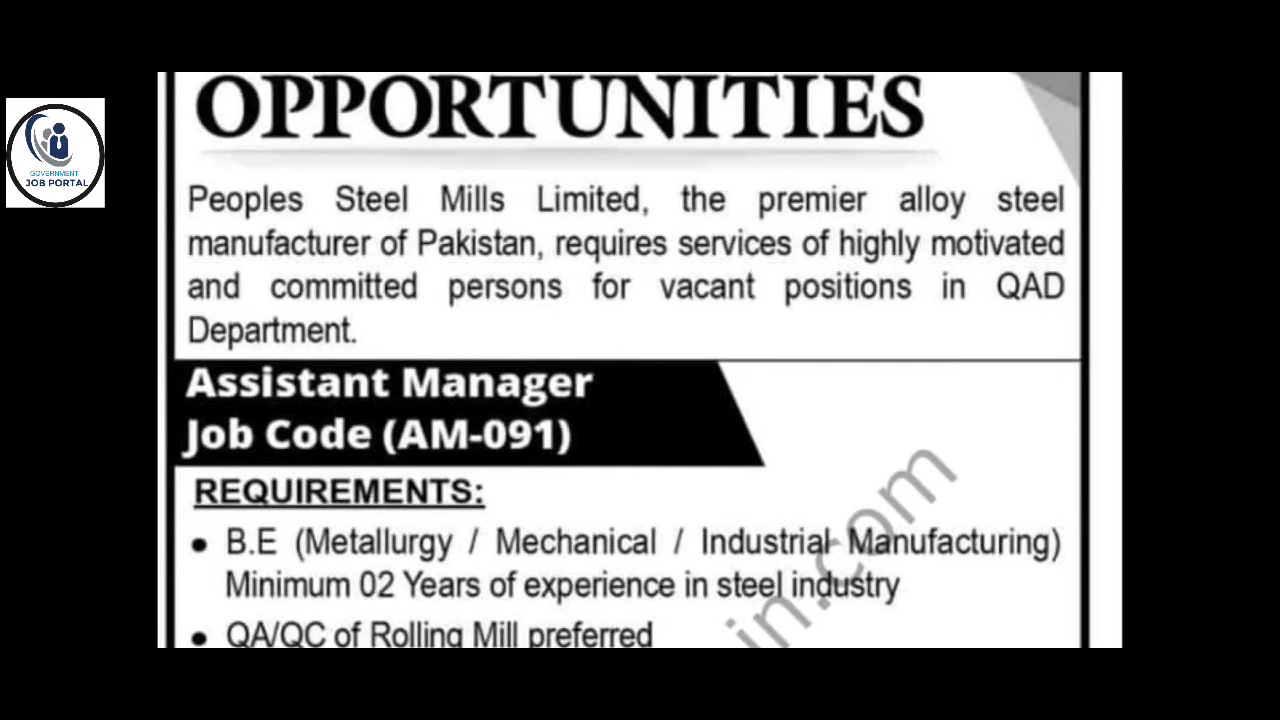 OPPORTUNITIES
GOVERNMENT
JOB PORTAL
Peoples Steel Mills Limited, the premier alloy steel
manufacturer of Pakistan, requires services of highly motivated
and committed persons for vacant positions in QAD
Department.
Assistant Manager
Job Code (AM-091)
REQUIREMENTS:
● B.E (Metallurgy / Mechanical / Industrial Manufacturing)
Minimum 02 Years of experience in steel industry
● QA/QC of Rolling Mill preferred
in.com